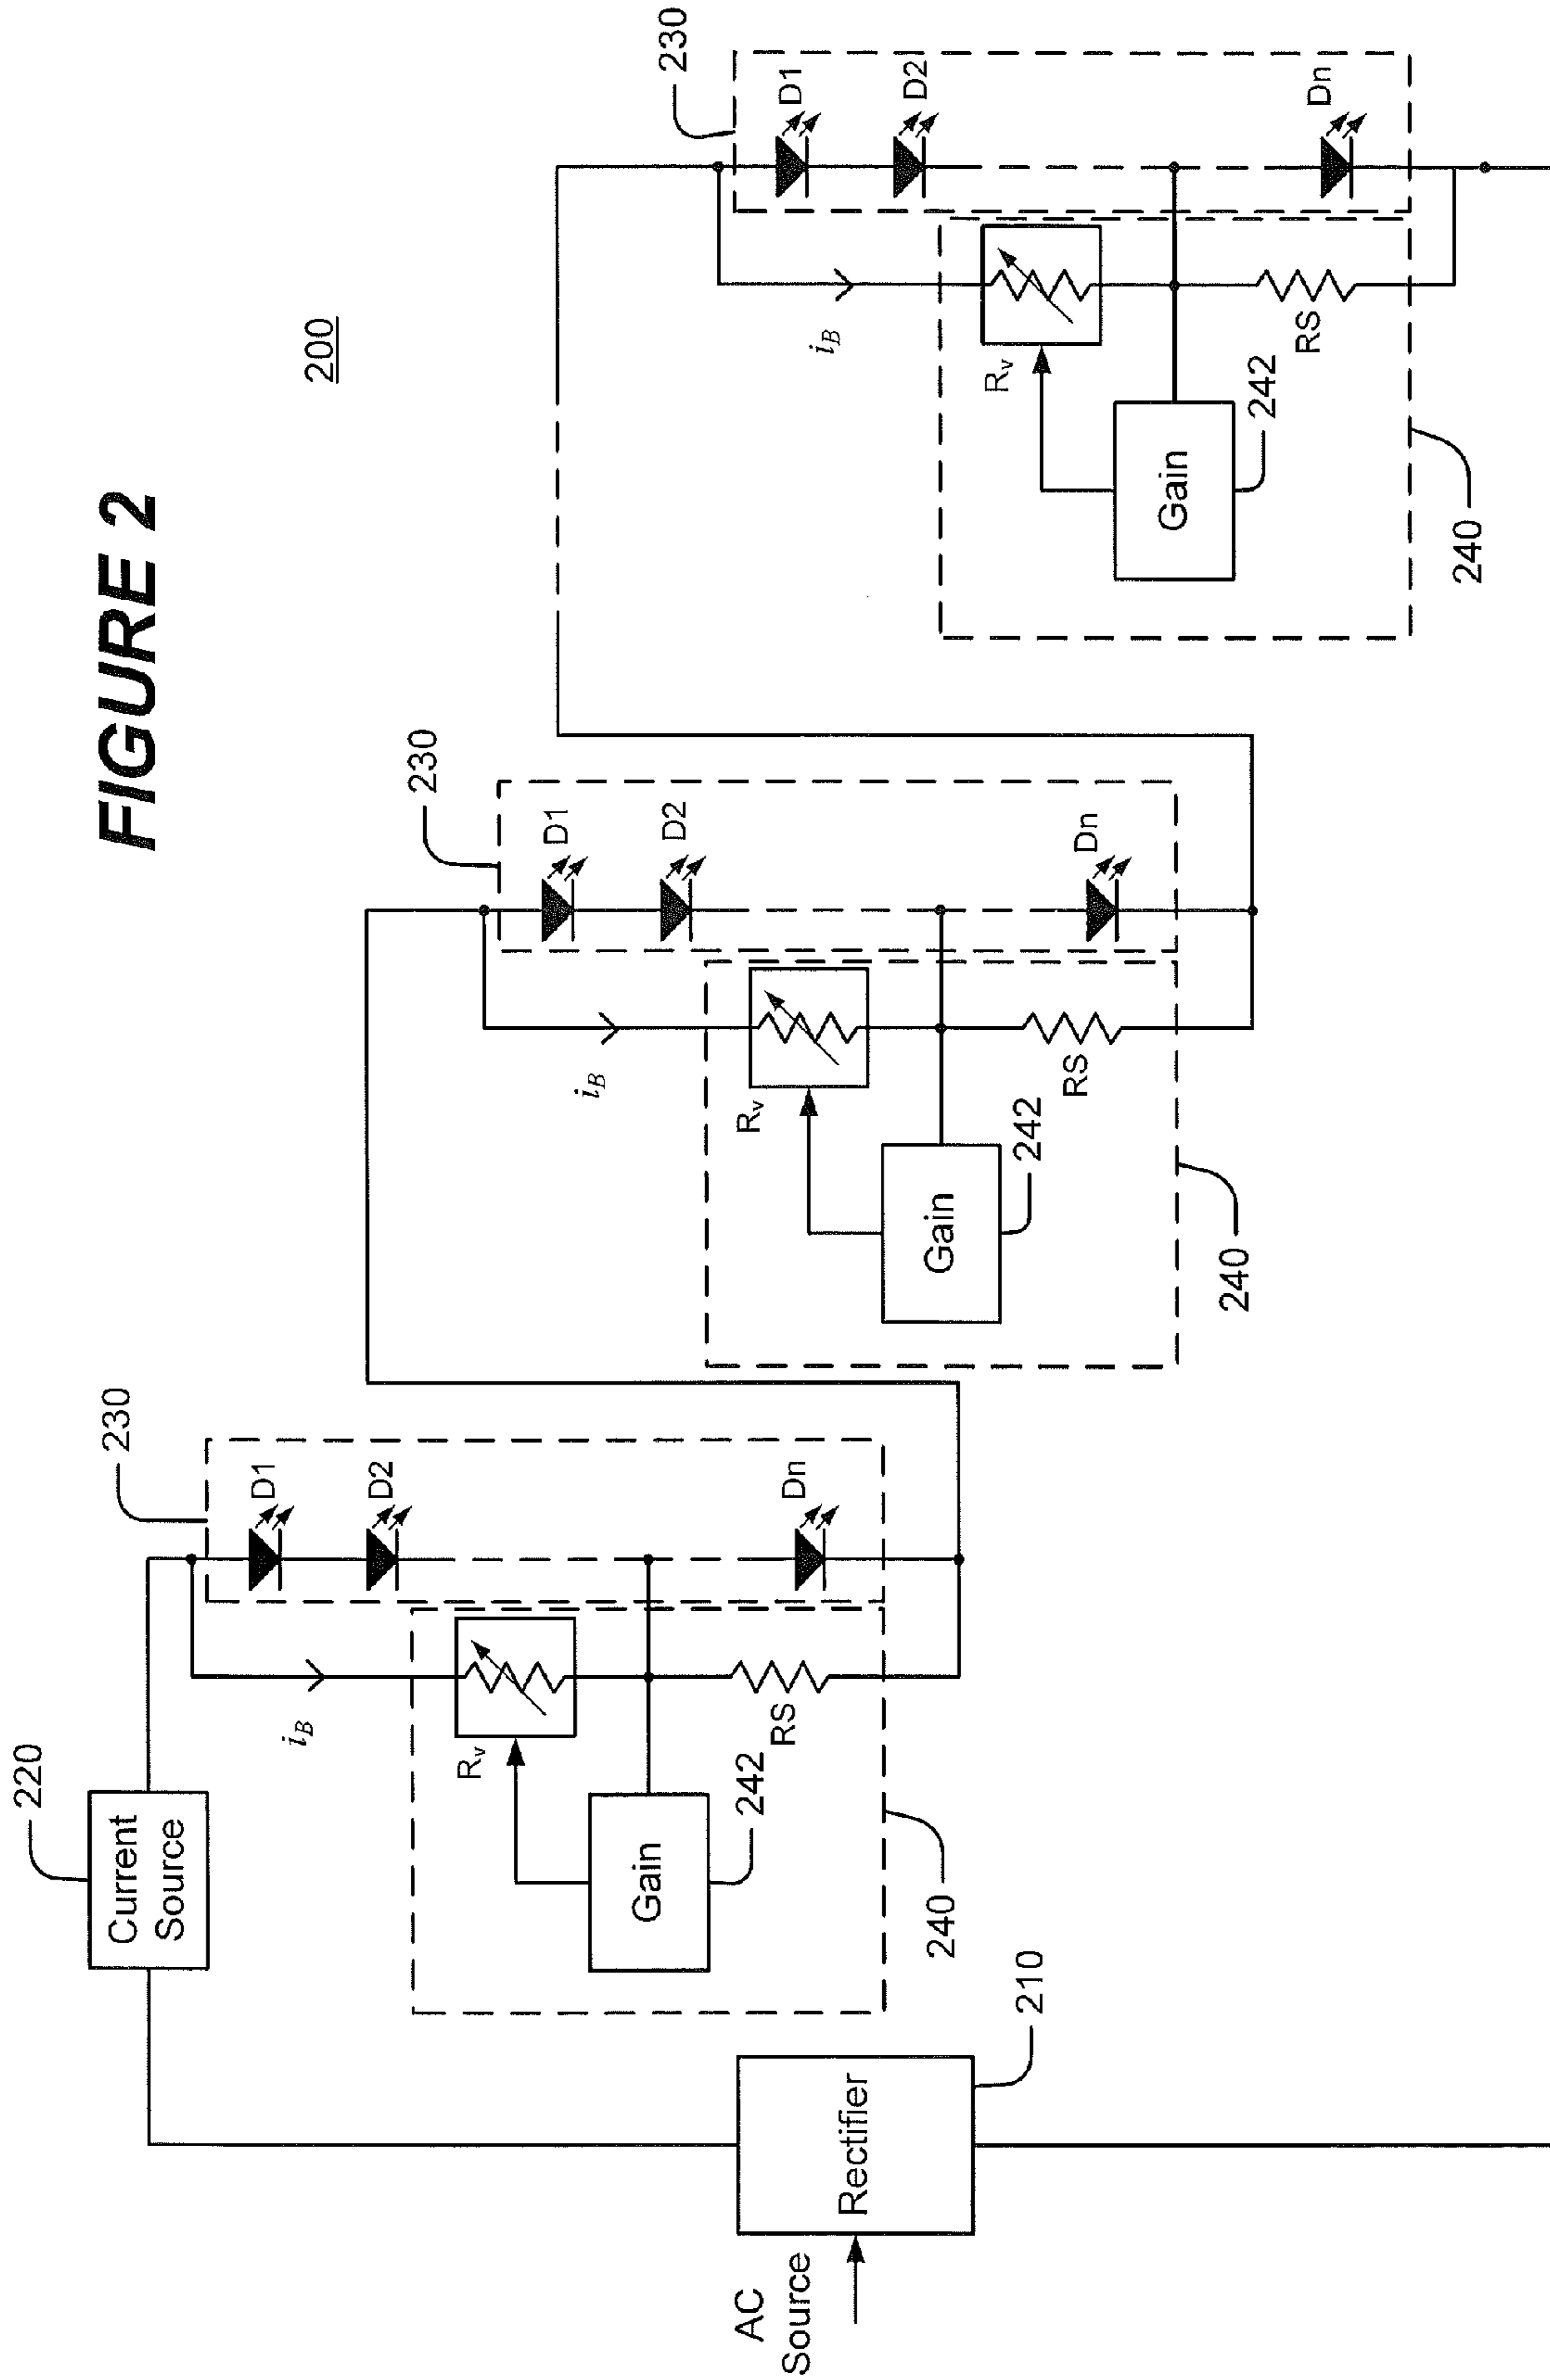 FIGURE 2
200
220
Current
Source
230
D1
D2
Dn
i_B
R_v
Gain
242
RS
240
230
D1
D2
Dn
i_B
R_v
Gain
242
RS
240
230
D1
D2
Dn
i_B
R_v
Gain
242
RS
240
AC
Source
Rectifier
210